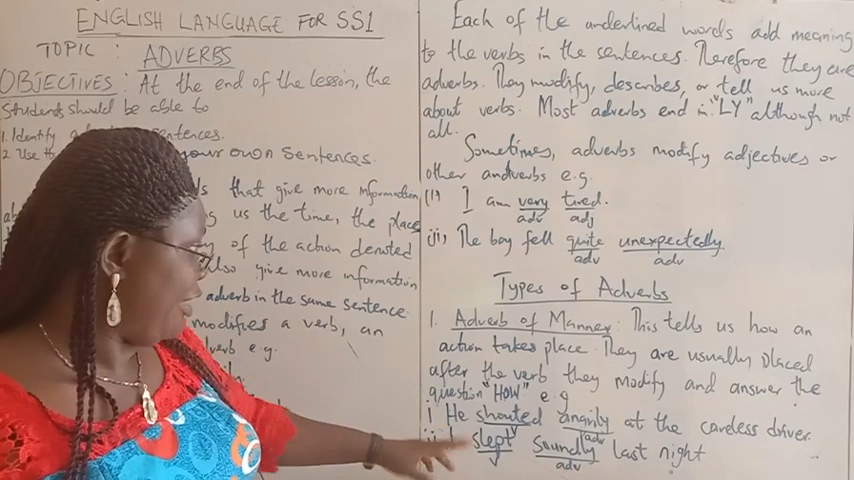 ENGLISH LANGUAGE FOR SS1
TOPIC : ADVERBS
OBJECTIVES : At the end of the lesson, the
Students should be able to
1. Identify sentences.
2. Use your own sentences.
that give more information
us the time, the place
of the action denoted
also give more information
adverb in the same sentence.
modifies a verb, an
adverb e.g.
Each of the underlined words add meaning
to the verbs in the sentences. Therefore they are
adverbs. They modify, describes, or tell us more
about verbs. Most adverbs end in "LY" although not
all.
Sometimes, adverbs modify adjectives or
other andverbs e.g.
(i) I am very tired.
adv adj
(ii) The boy fell quite unexpectedly
adv adv
Types of Adverbs
1. Adverb of Manner: This tells us how an
action takes place. They are usually placed
after the verb they modify and answer the
question "HOW" e.g
i He shouted angrily at the careless driver.
v adv
slept soundly last night
v adv